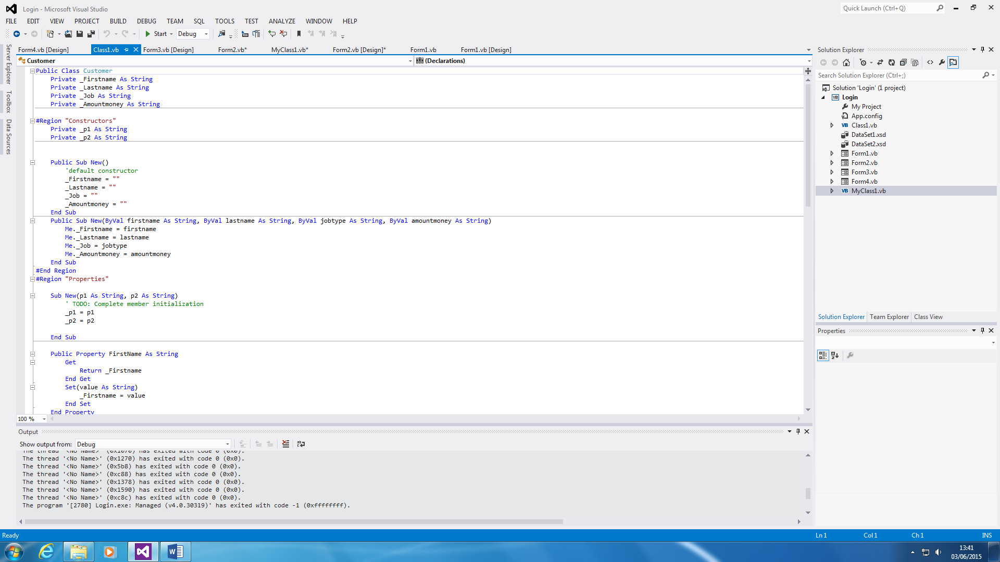 Login - Microsoft Visual Studio
Quick Launch (Ctrl+Q)
FILE EDIT VIEW PROJECT BUILD DEBUG TEAM SQL TOOLS TEST ANALYZE WINDOW HELP
Start Debug
Form4.vb [Design] Class1.vb Form3.vb [Design] Form2.vb* MyClass1.vb* Form2.vb [Design]* Form1.vb Form1.vb [Design]
Customer (Declarations)
Server Explorer
Toolbox
Data Sources
Public Class Customer
Private _Firstname As String
Private _Lastname As String
Private _Job As String
Private _Amountmoney As String
#Region "Constructors"
Private _p1 As String
Private _p2 As String
Public Sub New()
'default constructor
_Firstname = ""
_Lastname = ""
_Job = ""
_Amountmoney = ""
End Sub
Public Sub New(ByVal firstname As String, ByVal lastname As String, ByVal jobtype As String, ByVal amountmoney As String)
Me._Firstname = firstname
Me._Lastname = lastname
Me._Job = jobtype
Me._Amountmoney = amountmoney
End Sub
#End Region
#Region "Properties"
Sub New(p1 As String, p2 As String)
' TODO: Complete member initialization
_p1 = p1
_p2 = p2
End Sub
Public Property FirstName As String
Get
Return _Firstname
End Get
Set(value As String)
_Firstname = value
End Set
End Property
100 %
Output
Show output from: Debug
The thread '<No Name>' (0x1070) has exited with code 0 (0x0).
The thread '<No Name>' (0x1270) has exited with code 0 (0x0).
The thread '<No Name>' (0x5b8) has exited with code 0 (0x0).
The thread '<No Name>' (0xc88) has exited with code 0 (0x0).
The thread '<No Name>' (0x1378) has exited with code 0 (0x0).
The thread '<No Name>' (0x1590) has exited with code 0 (0x0).
The thread '<No Name>' (0xc8c) has exited with code 0 (0x0).
The program '[2780] Login.exe: Managed (v4.0.30319)' has exited with code -1 (0xffffffff).
Solution Explorer
Search Solution Explorer (Ctrl+;)
Solution 'Login' (1 project)
VB Login
My Project
App.config
VB Class1.vb
DataSet1.xsd
DataSet2.xsd
Form1.vb
Form2.vb
Form3.vb
Form4.vb
VB MyClass1.vb
Solution Explorer Team Explorer Class View
Properties
Ready Ln 1 Col 1 Ch 1 INS
13:41
03/06/2015